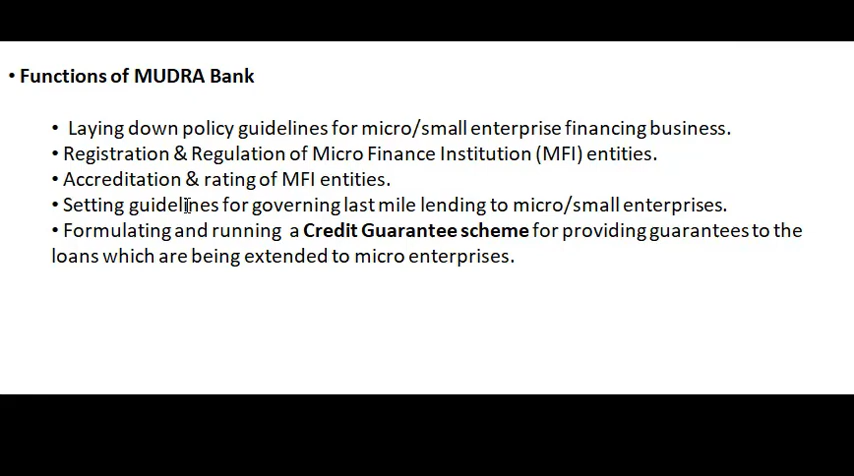 • Functions of MUDRA Bank
• Laying down policy guidelines for micro/small enterprise financing business.
• Registration & Regulation of Micro Finance Institution (MFI) entities.
• Accreditation & rating of MFI entities.
• Setting guidelines for governing last mile lending to micro/small enterprises.
• Formulating and running a Credit Guarantee scheme for providing guarantees to the
loans which are being extended to micro enterprises.